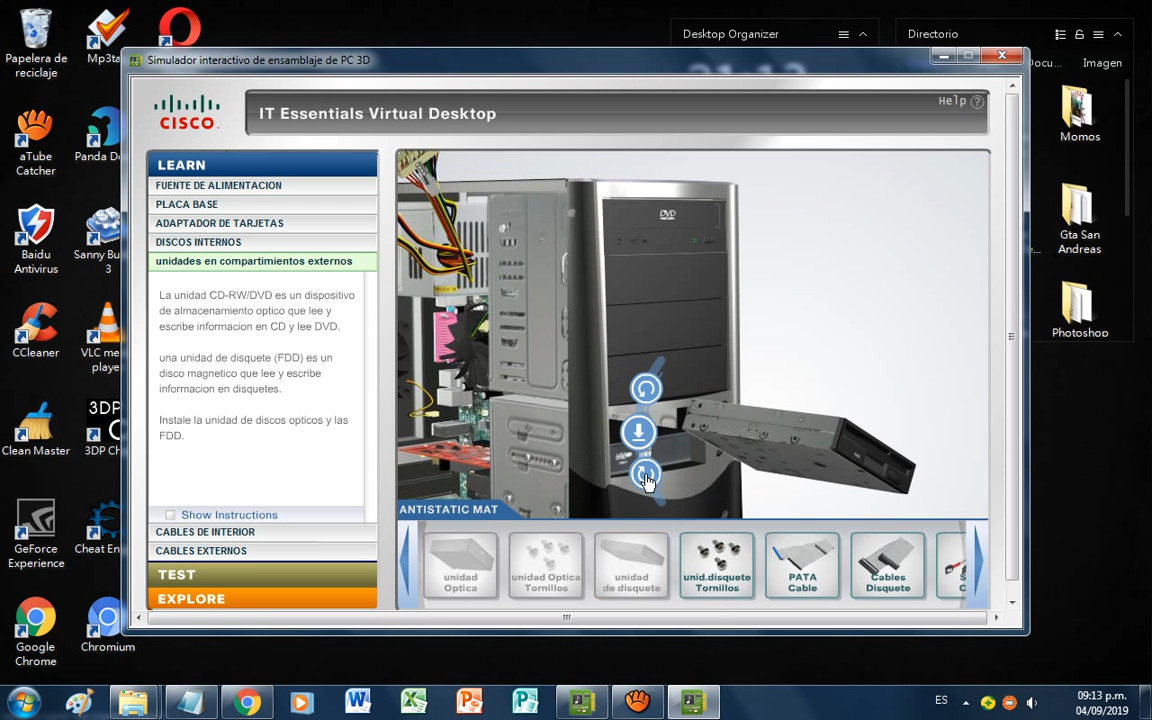 Papelera de
reciclaje
Mp3ta
aTube
Catcher
Panda Do
Baidu
Antivirus
Sanny Bu
3
CCleaner
VLC me
player
3DP
Clean Master
3DP Ch
GeForce
Experience
Cheat En
Google
Chrome
Chromium
Desktop Organizer
Directorio
Docu...
Imagen
Momos
Gta San
Andreas
Photoshop
Simulador interactivo de ensamblaje de PC 3D
CISCO
IT Essentials Virtual Desktop
Help ?
LEARN
FUENTE DE ALIMENTACION
PLACA BASE
ADAPTADOR DE TARJETAS
DISCOS INTERNOS
unidades en compartimientos externos
La unidad CD-RW/DVD es un dispositivo
de almacenamiento optico que lee y
escribe informacion en CD y lee DVD.
una unidad de disquete (FDD) es un
disco magnetico que lee y escribe
informacion en disquetes.
Instale la unidad de discos opticos y las
FDD.
Show Instructions
CABLES DE INTERIOR
CABLES EXTERNOS
TEST
EXPLORE
DVD
ANTISTATIC MAT
unidad
Optica
unidad Optica
Tornillos
unidad
de disquete
unid.disquete
Tornillos
PATA
Cable
Cables
Disquete
S
C
ES
09:13 p.m.
04/09/2019